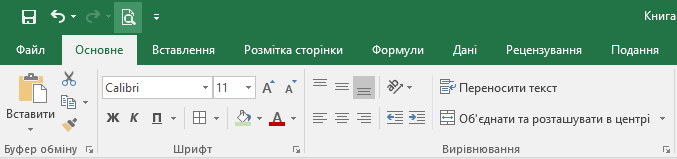 Книга
Файл Основне Вставлення Розмітка сторінки Формули Дані Рецензування Подання
Calibri 11 Переносити текст
Вставити Ж К П А Об'єднати та розташувати в центрі
Буфер обміну Шрифт Вирівнювання